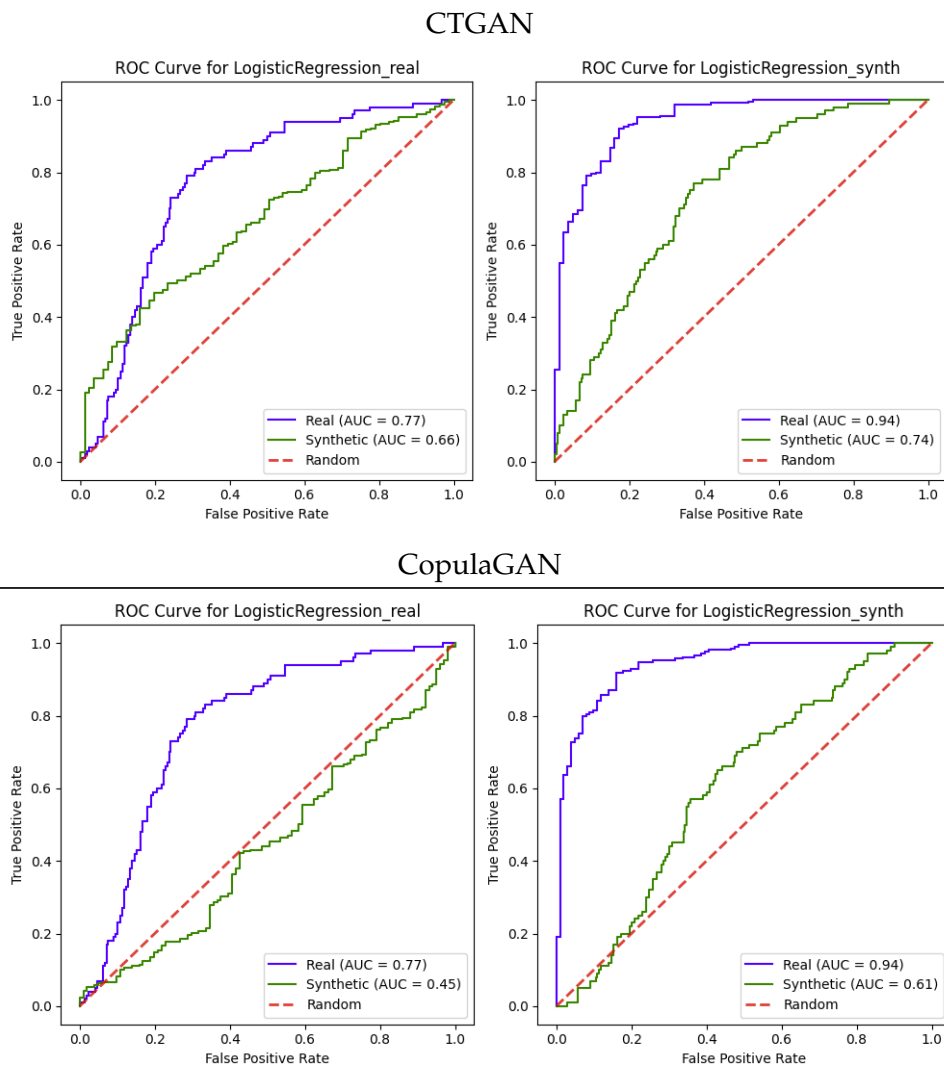 CTGAN
ROC Curve for LogisticRegression_real
True Positive Rate
1.0
0.8
0.6
0.4
0.2
0.0
Real (AUC = 0.77)
Synthetic (AUC = 0.66)
Random
0.0 0.2 0.4 0.6 0.8 1.0
False Positive Rate
ROC Curve for LogisticRegression_synth
True Positive Rate
1.0
0.8
0.6
0.4
0.2
0.0
Real (AUC = 0.94)
Synthetic (AUC = 0.74)
Random
0.0 0.2 0.4 0.6 0.8 1.0
False Positive Rate
CopulaGAN
ROC Curve for LogisticRegression_real
True Positive Rate
1.0
0.8
0.6
0.4
0.2
0.0
Real (AUC = 0.77)
Synthetic (AUC = 0.45)
Random
0.0 0.2 0.4 0.6 0.8 1.0
False Positive Rate
ROC Curve for LogisticRegression_synth
True Positive Rate
1.0
0.8
0.6
0.4
0.2
0.0
Real (AUC = 0.94)
Synthetic (AUC = 0.61)
Random
0.0 0.2 0.4 0.6 0.8 1.0
False Positive Rate